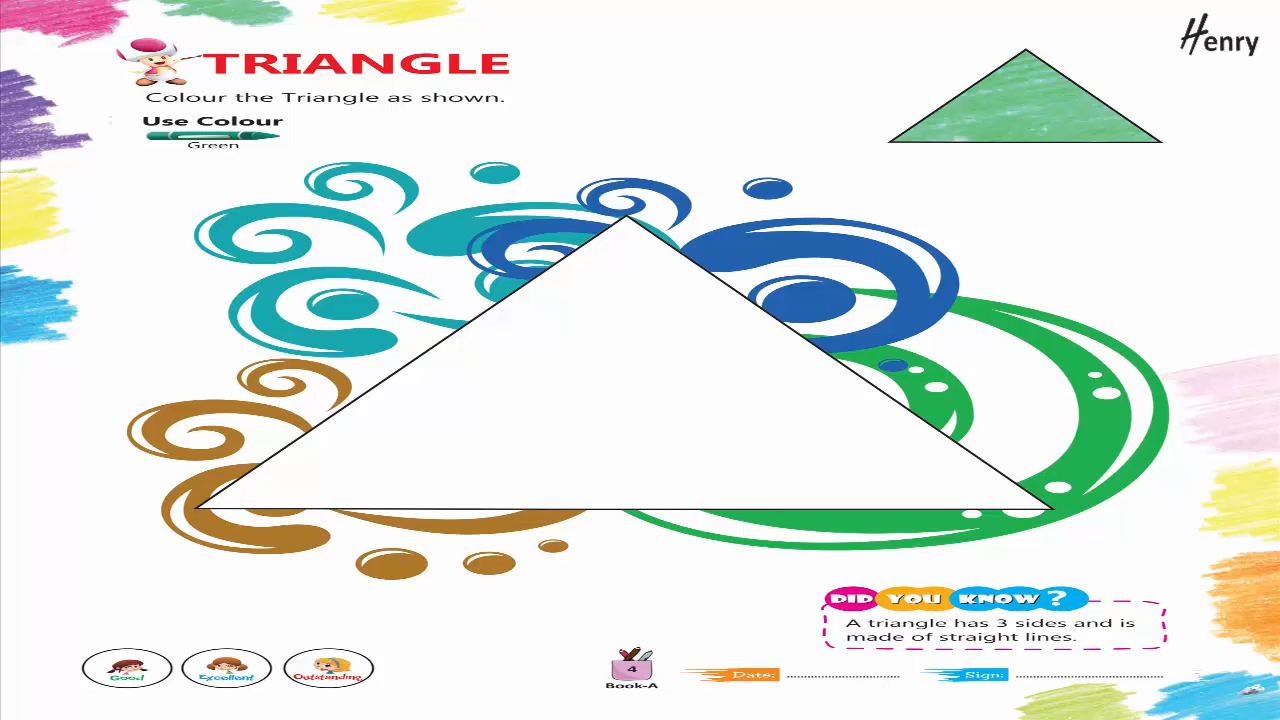 Henry
TRIANGLE
Colour the Triangle as shown.
Use Colour
Green
DID YOU KNOW?
A triangle has 3 sides and is
made of straight lines.
Good
Excellent
Outstanding
4
Book-A
Date:
Sign: